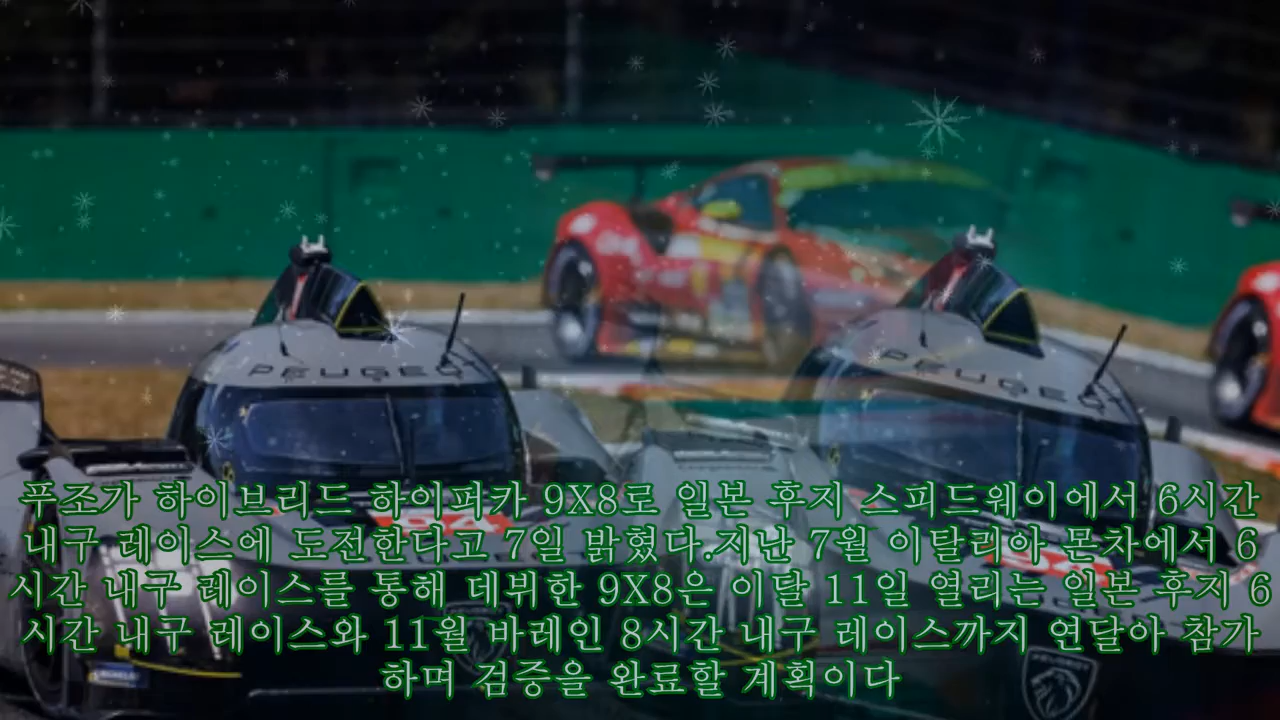 PEUGEO
PEUGEO
푸조가 하이브리드 하이퍼카 9X8로 일본 후지 스피드웨이에서 6시간
내구 레이스에 도전한다고 7일 밝혔다.지난 7월 이탈리아 몬차에서 6
시간 내구 레이스를 통해 데뷔한 9X8은 이달 11일 열리는 일본 후지 6
시간 내구 레이스와 11월 바레인 8시간 내구 레이스까지 연달아 참가
하며 검증을 완료할 계획이다
PEUGEOT